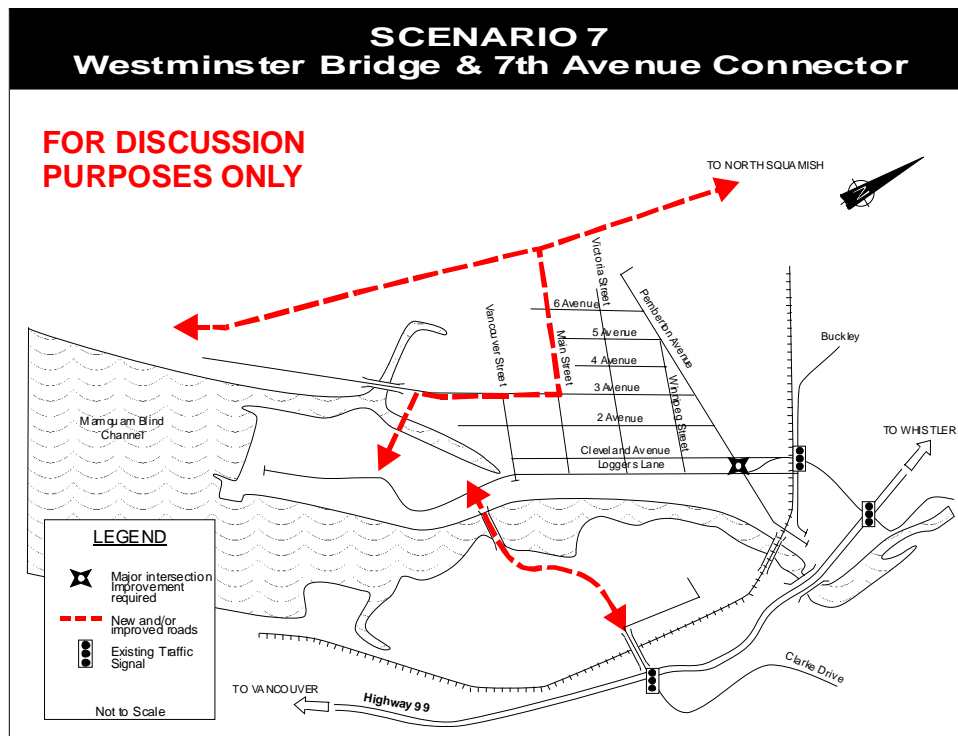 SCENARIO 7
Westminster Bridge & 7th Avenue Connector
FOR DISCUSSION
PURPOSES ONLY
TO NORTH SQUAMISH
N
Victoria Street
6 Avenue
Pemberton Avenue
Vancouver Street
Main Street
5 Avenue
Buckley
4 Avenue
3 Avenue
Winnipeg Street
2 Avenue
Mamquam Blind
Channel
TO WHISTLER
Cleveland Avenue
Loggers Lane
LEGEND
Major intersection
Improvement
required
New and/or
improved roads
Existing Traffic
Signal
Not to Scale
Clarke Drive
TO VANCOUVER
Highway 99